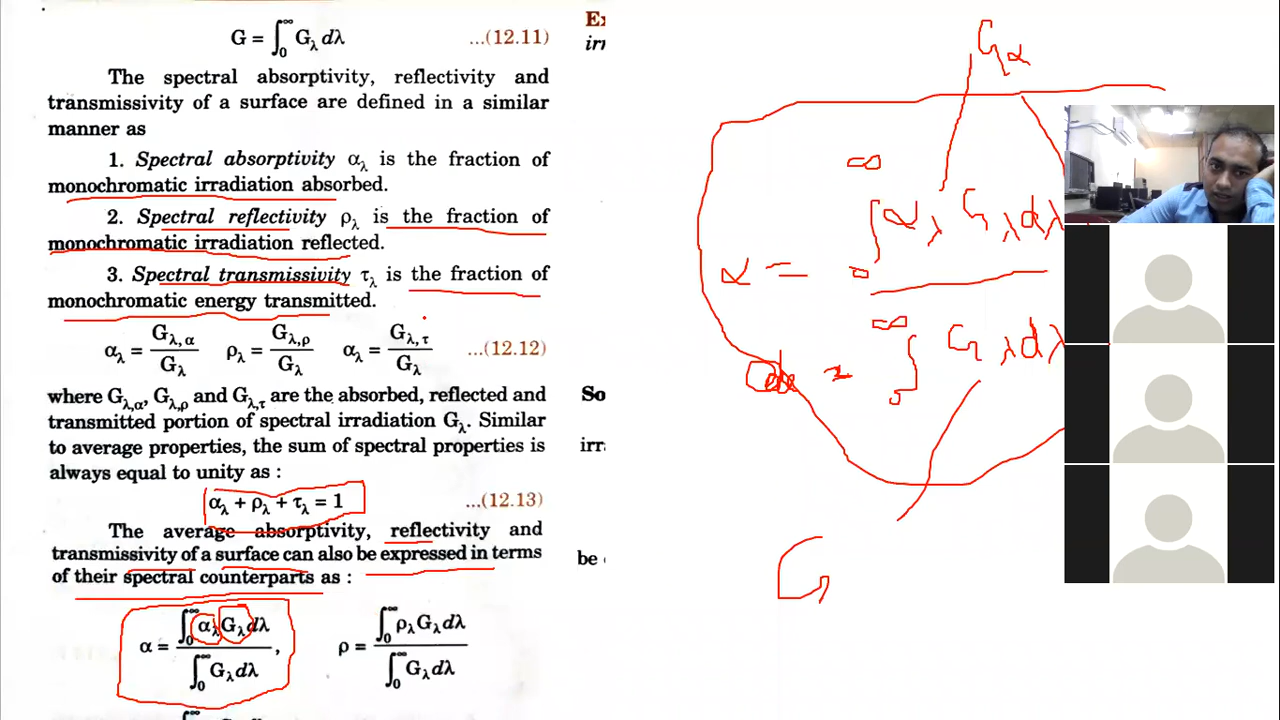 G = ∫₀^∞ G_λ dλ ...(12.11)
The spectral absorptivity, reflectivity and
transmissivity of a surface are defined in a similar
manner as
1. Spectral absorptivity α_λ is the fraction of
monochromatic irradiation absorbed.
2. Spectral reflectivity ρ_λ is the fraction of
monochromatic irradiation reflected.
3. Spectral transmissivity τ_λ is the fraction of
monochromatic energy transmitted.
α_λ = G_λ,α / G_λ ρ_λ = G_λ,ρ / G_λ α_λ = G_λ,τ / G_λ ...(12.12)
where G_λ,α, G_λ,ρ and G_λ,τ are the absorbed, reflected and
transmitted portion of spectral irradiation G_λ. Similar
to average properties, the sum of spectral properties is
always equal to unity as :
α_λ + ρ_λ + τ_λ = 1 ...(12.13)
The average absorptivity, reflectivity and
transmissivity of a surface can also be expressed in terms
of their spectral counterparts as :
α = ∫₀^∞ α_λ G_λ dλ / ∫₀^∞ G_λ dλ, ρ = ∫₀^∞ ρ_λ G_λ dλ / ∫₀^∞ G_λ dλ
So
be
G_α
α = ∫₀^∞ α_λ G_λ dλ
∫₀^∞ G_λ dλ
G